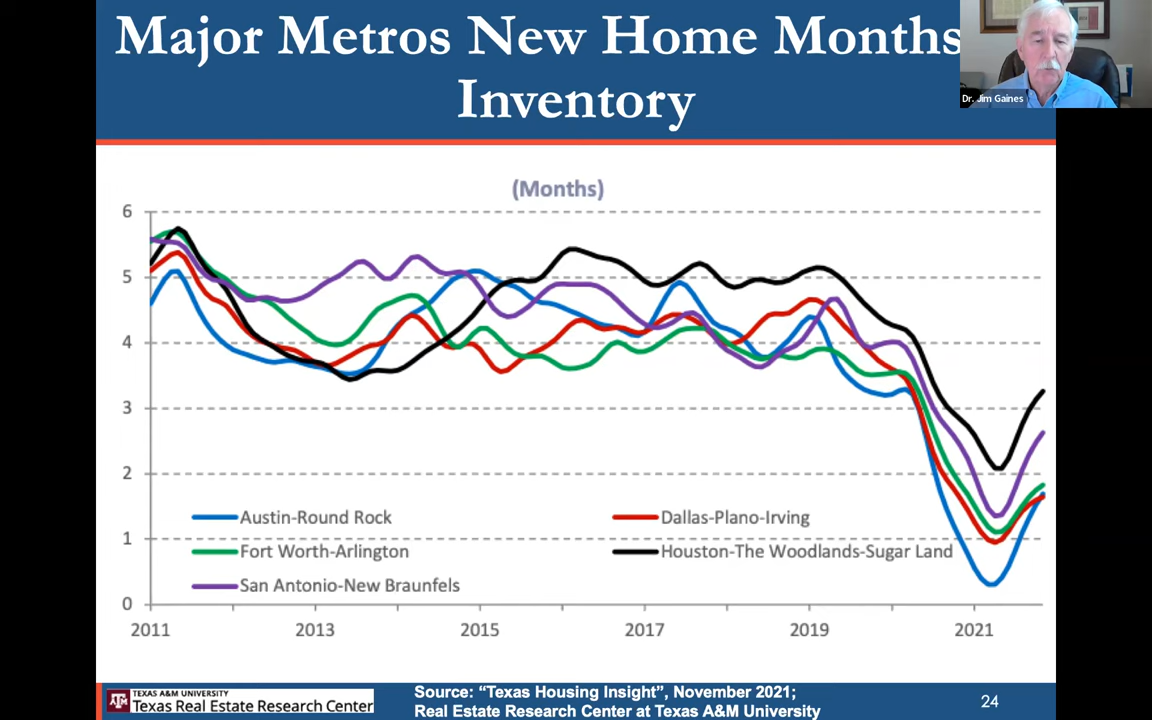 Major Metros New Home Months
Inventory
Dr. Jim Gaines
(Months)
6
5
4
3
2
1
0
Austin-Round Rock
Dallas-Plano-Irving
Fort Worth-Arlington
Houston-The Woodlands-Sugar Land
San Antonio-New Braunfels
2011 2013 2015 2017 2019 2021
TEXAS A&M UNIVERSITY
Texas Real Estate Research Center
Source: “Texas Housing Insight”, November 2021;
Real Estate Research Center at Texas A&M University
24